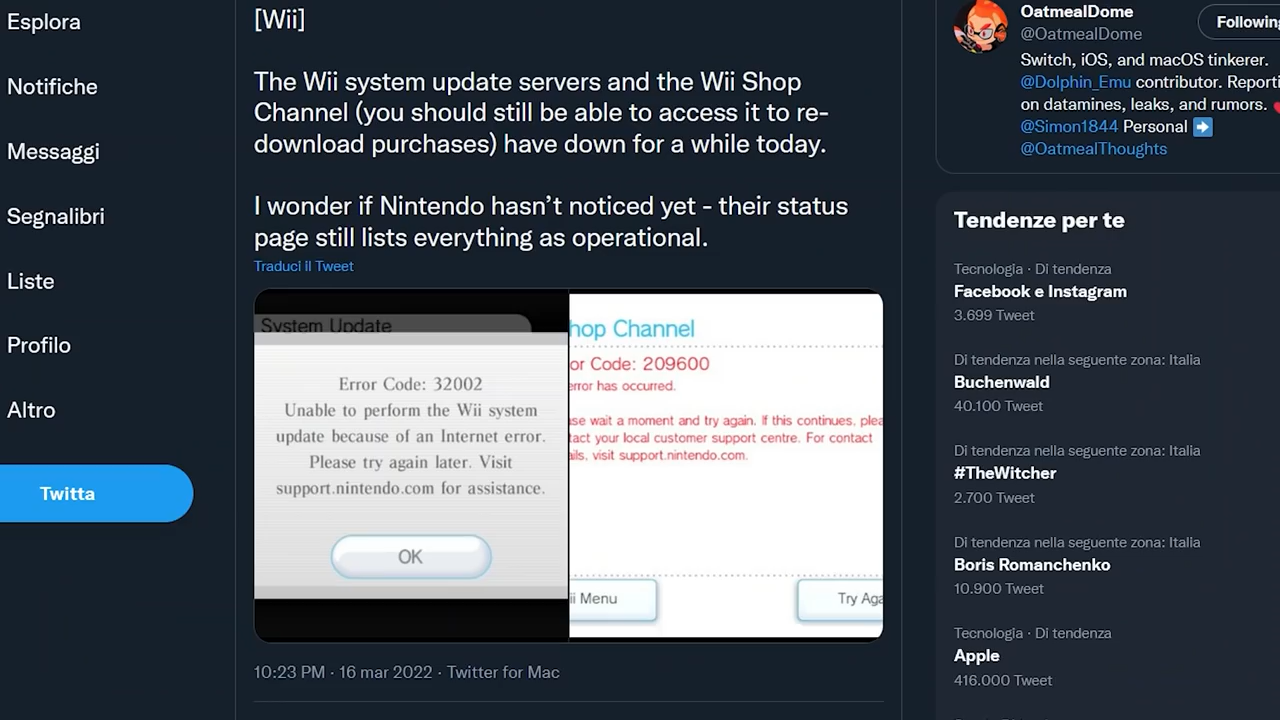 Esplora
Notifiche
Messaggi
Segnalibri
Liste
Profilo
Altro
Twitta
[Wii]
The Wii system update servers and the Wii Shop
Channel (you should still be able to access it to re-
download purchases) have down for a while today.
I wonder if Nintendo hasn’t noticed yet - their status
page still lists everything as operational.
Traduci il Tweet
System Update
Error Code: 32002
Unable to perform the Wii system
update because of an Internet error.
Please try again later. Visit
support.nintendo.com for assistance.
OK
hop Channel
or Code: 209600
error has occurred.
se wait a moment and try again. If this continues, plea
tact your local customer support centre. For contact
ails, visit support.nintendo.com.
ii Menu
Try Aga
10:23 PM · 16 mar 2022 · Twitter for Mac
OatmealDome
@OatmealDome
Following
Switch, iOS, and macOS tinkerer.
@Dolphin_Emu contributor. Reporti
on datamines, leaks, and rumors.
@Simon1844 Personal ➡
@OatmealThoughts
Tendenze per te
Tecnologia · Di tendenza
Facebook e Instagram
3.699 Tweet
Di tendenza nella seguente zona: Italia
Buchenwald
40.100 Tweet
Di tendenza nella seguente zona: Italia
#TheWitcher
2.700 Tweet
Di tendenza nella seguente zona: Italia
Boris Romanchenko
10.900 Tweet
Tecnologia · Di tendenza
Apple
416.000 Tweet